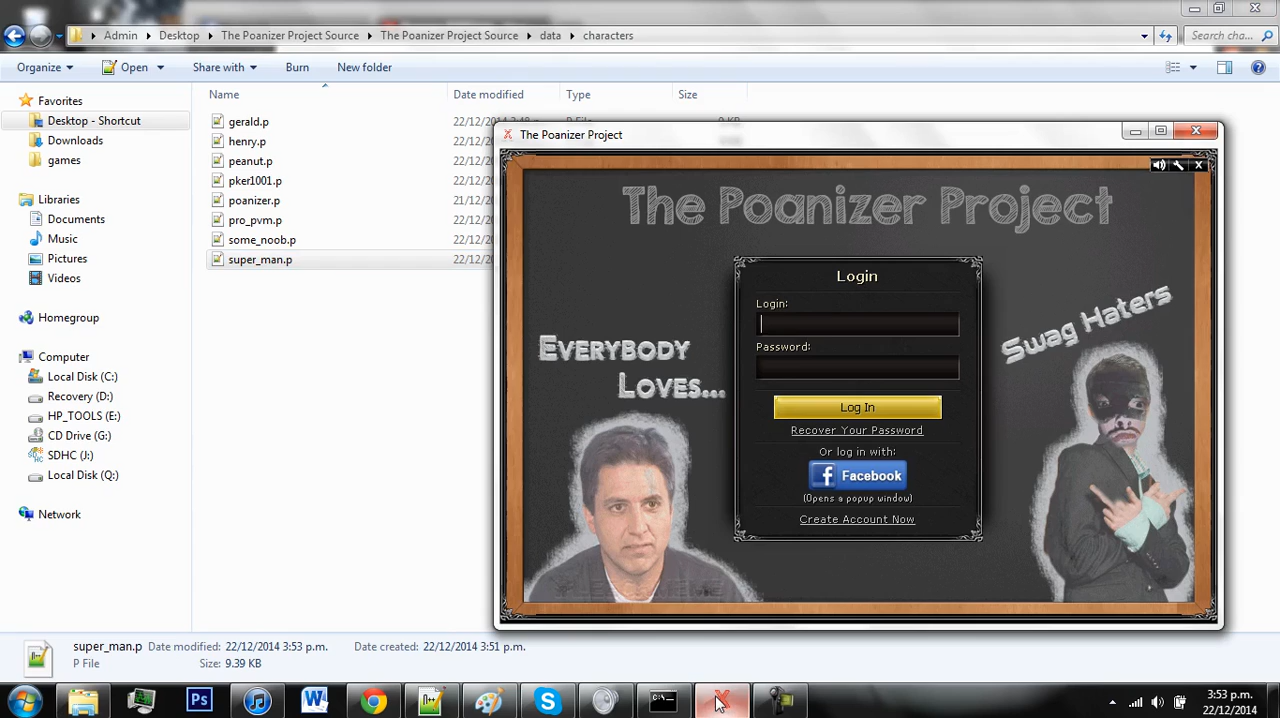 Admin Desktop The Poanizer Project Source The Poanizer Project Source data characters
Search cha...
Organize Open Share with Burn New folder
Name Date modified Type Size
Favorites
Desktop - Shortcut
Downloads
games
Libraries
Documents
Music
Pictures
Videos
Homegroup
Computer
Local Disk (C:)
Recovery (D:)
HP_TOOLS (E:)
CD Drive (G:)
SDHC (J:)
Local Disk (Q:)
Network
gerald.p
henry.p 22/12/20
peanut.p 22/12/20
pker1001.p 22/12/20
poanizer.p 21/12/20
pro_pvm.p 22/12/20
some_noob.p 22/12/20
super_man.p 22/12/20
The Poanizer Project
The Poanizer Project
Login
Login:
Password:
Log In
Recover Your Password
Or log in with:
f Facebook
(Opens a popup window)
Create Account Now
Everybody
Loves...
Swag Haters
super_man.p Date modified: 22/12/2014 3:53 p.m. Date created: 22/12/2014 3:51 p.m.
P File Size: 9.39 KB
Ps
W
S
C:\
3:53 p.m.
22/12/2014